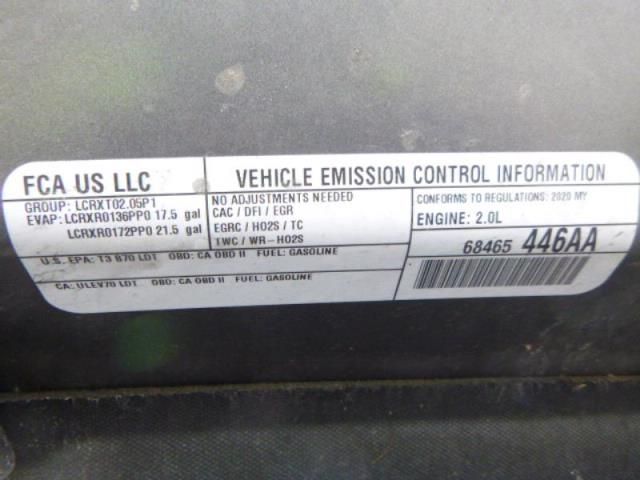 FCA US LLC
VEHICLE EMISSION CONTROL INFORMATION
GROUP: LCRXT02.05P1
EVAP: LCRXR0136PP0 17.5 gal
LCRXR0172PP0 21.5 gal
NO ADJUSTMENTS NEEDED
CAC / DFI / EGR
EGRC / HO2S / TC
TWC / WR-HO2S
CONFORMS TO REGULATIONS: 2020 MY
ENGINE: 2.0L
68465 446AA
U.S. EPA: T3 B70 LDT OBD: CA OBD II FUEL: GASOLINE
CA: ULEV70 LDT OBD: CA OBD II FUEL: GASOLINE